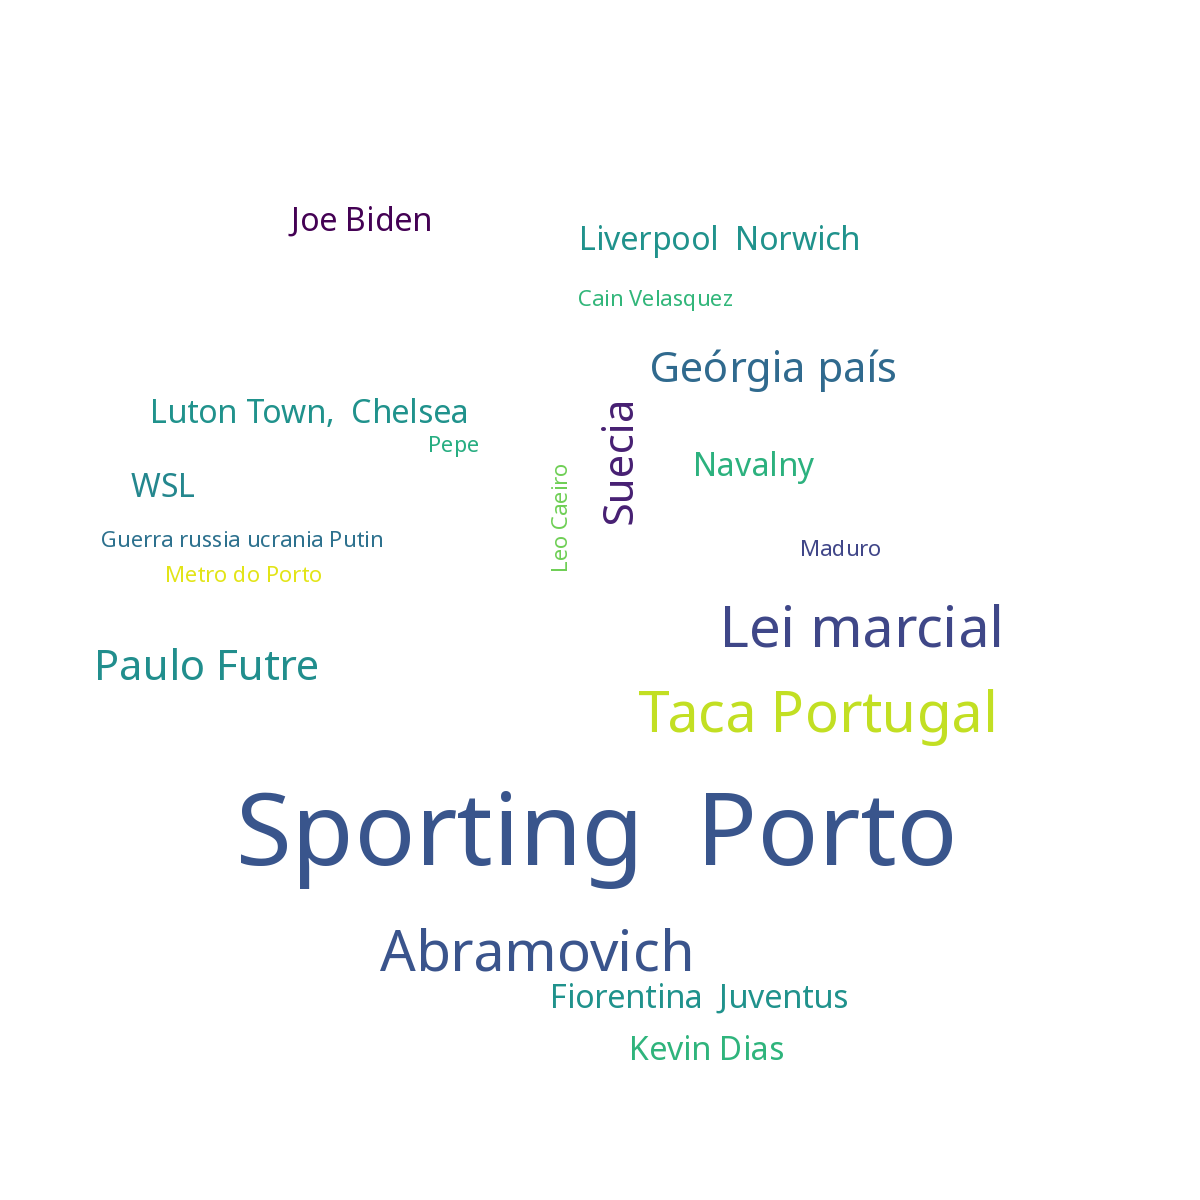 Joe Biden
Liverpool  Norwich
Cain Velasquez
Geórgia país
Luton Town,  Chelsea
Suecia
Pepe
Navalny
WSL
Leo Caeiro
Guerra russia ucrania Putin
Maduro
Metro do Porto
Lei marcial
Paulo Futre
Taca Portugal
Sporting  Porto
Abramovich
Fiorentina  Juventus
Kevin Dias